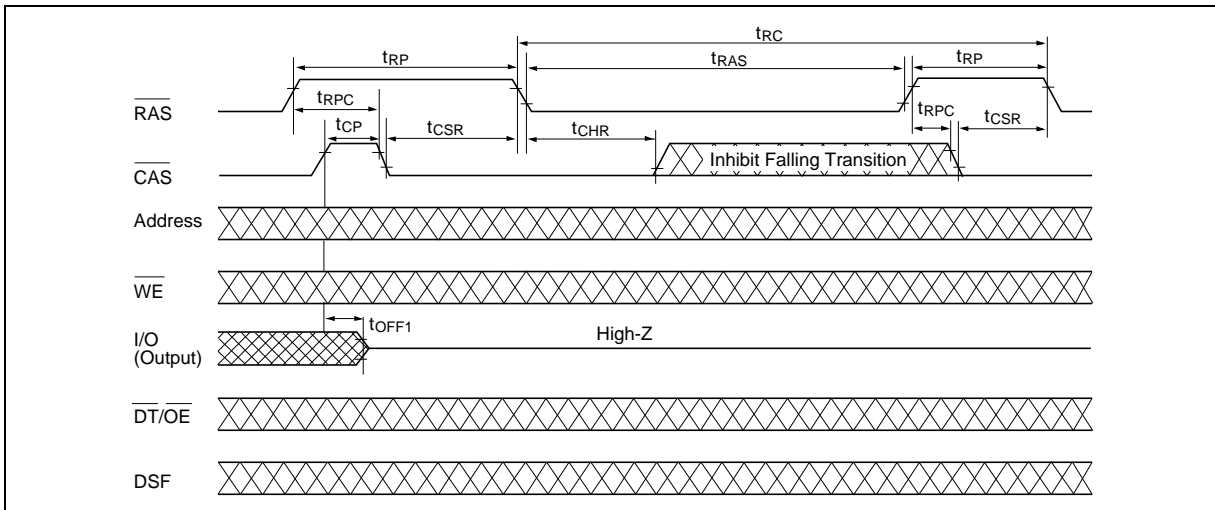 tRC
tRP tRAS tRP
RAS
tRPC tRPC
tCP tCSR tCHR tCSR
CAS Inhibit Falling Transition
Address
WE
tOFF1
I/O
(Output) High-Z
DT/OE
DSF